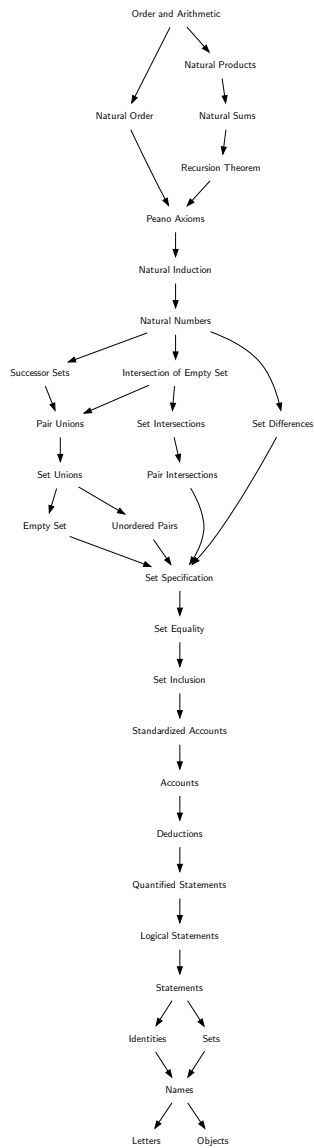 Order and Arithmetic
Natural Products
Natural Order
Natural Sums
Recursion Theorem
Peano Axioms
Natural Induction
Natural Numbers
Successor Sets
Intersection of Empty Set
Pair Unions
Set Intersections
Set Differences
Set Unions
Pair Intersections
Empty Set
Unordered Pairs
Set Specification
Set Equality
Set Inclusion
Standardized Accounts
Accounts
Deductions
Quantified Statements
Logical Statements
Statements
Identities
Sets
Names
Letters
Objects